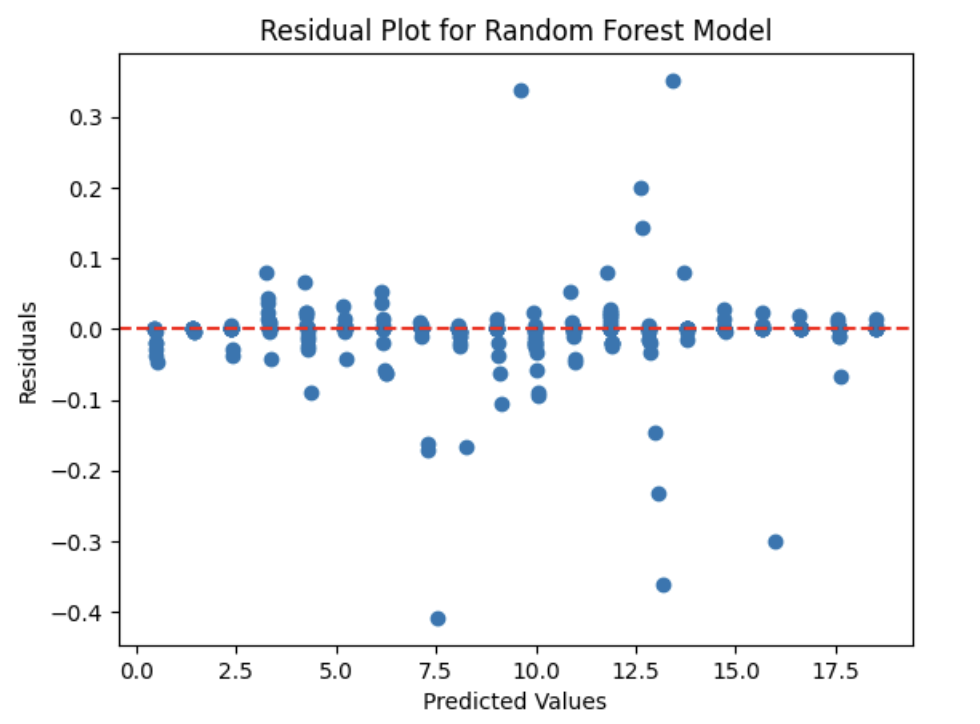 Residual Plot for Random Forest Model
0.3
0.2
0.1
0.0
−0.1
−0.2
−0.3
−0.4
Residuals
0.0 2.5 5.0 7.5 10.0 12.5 15.0 17.5
Predicted Values